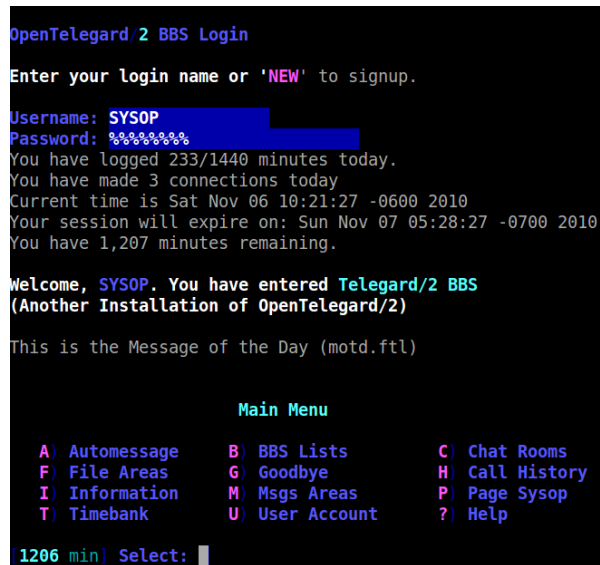 OpenTelegard/2 BBS Login
Enter your login name or 'NEW' to signup.
Username: SYSOP
Password: %%%%%%%%
You have logged 233/1440 minutes today.
You have made 3 connections today
Current time is Sat Nov 06 10:21:27 -0600 2010
Your session will expire on: Sun Nov 07 05:28:27 -0700 2010
You have 1,207 minutes remaining.
Welcome, SYSOP. You have entered Telegard/2 BBS
(Another Installation of OpenTelegard/2)
This is the Message of the Day (motd.ftl)
Main Menu
A) Automessage B) BBS Lists C) Chat Rooms
F) File Areas G) Goodbye H) Call History
I) Information M) Msgs Areas P) Page Sysop
T) Timebank U) User Account ?) Help
[1206 min] Select: